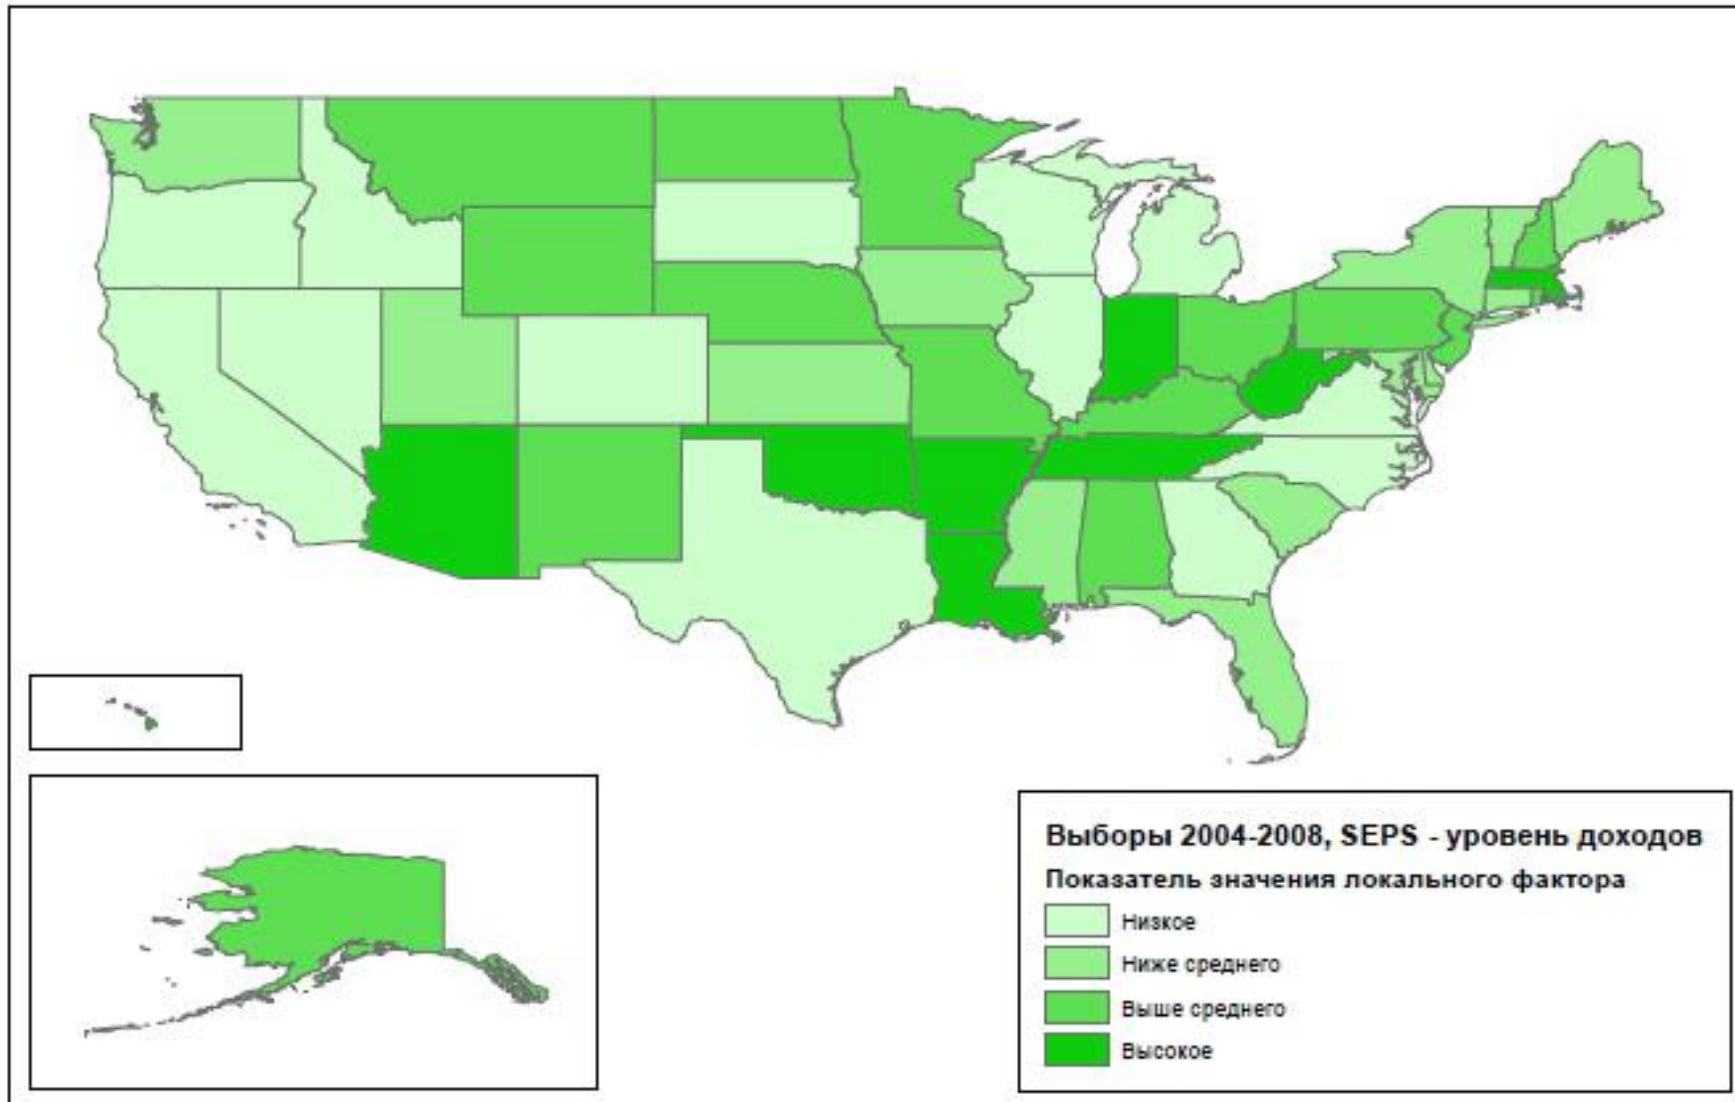 Выборы 2004-2008, SEPS - уровень доходов
Показатель значения локального фактора
Низкое
Ниже среднего
Выше среднего
Высокое